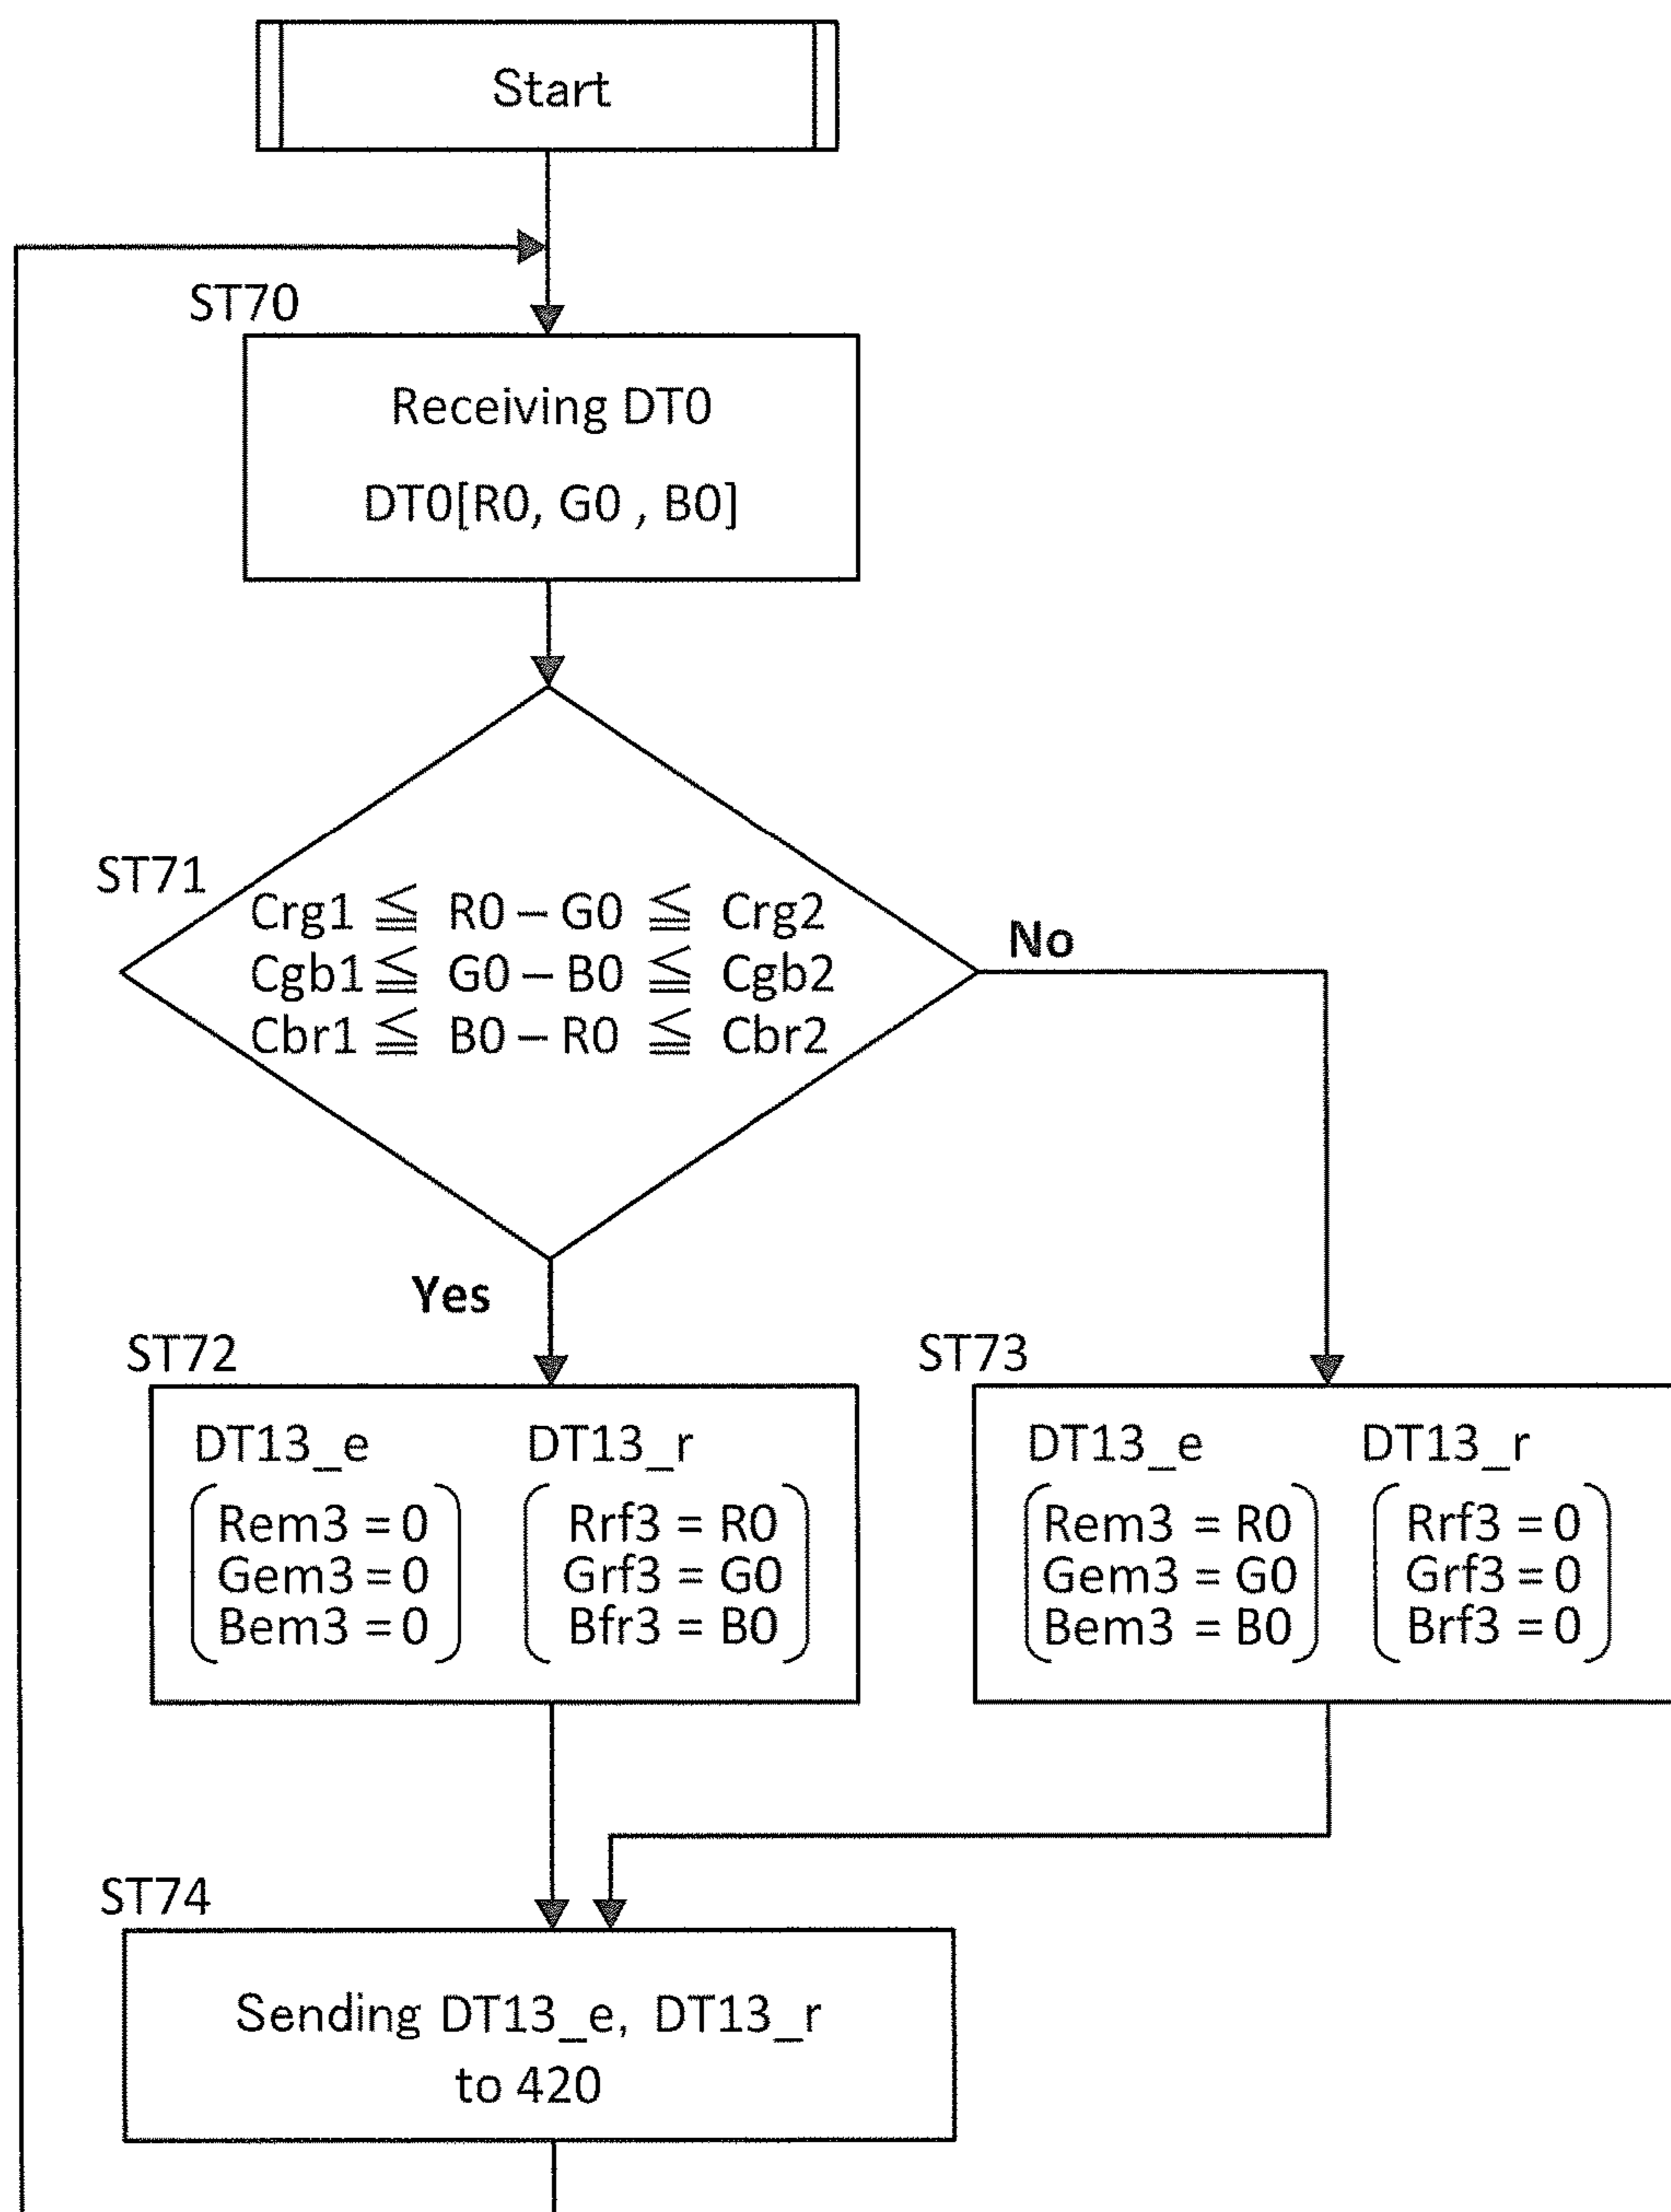 Start
ST70
Receiving DT0
DT0[R0, G0 , B0]
ST71
Crg1 ≦ R0 – G0 ≦ Crg2
Cgb1 ≦ G0 – B0 ≦ Cgb2
Cbr1 ≦ B0 – R0 ≦ Cbr2
No
Yes
ST72
DT13_e DT13_r
Rem3 = 0 Rrf3 = R0
Gem3 = 0 Grf3 = G0
Bem3 = 0 Bfr3 = B0
ST73
DT13_e DT13_r
Rem3 = R0 Rrf3 = 0
Gem3 = G0 Grf3 = 0
Bem3 = B0 Brf3 = 0
ST74
Sending DT13_e, DT13_r
to 420